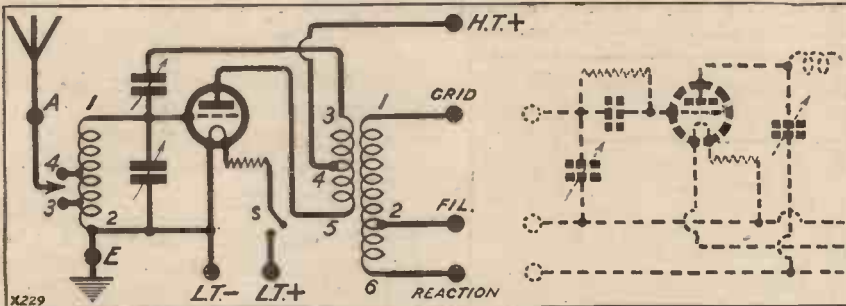 H.T.+
A
1
4
3
2
E
X229
L.T.-
L.T.+
S
3
4
5
1
2
6
GRID
FIL.
REACTION